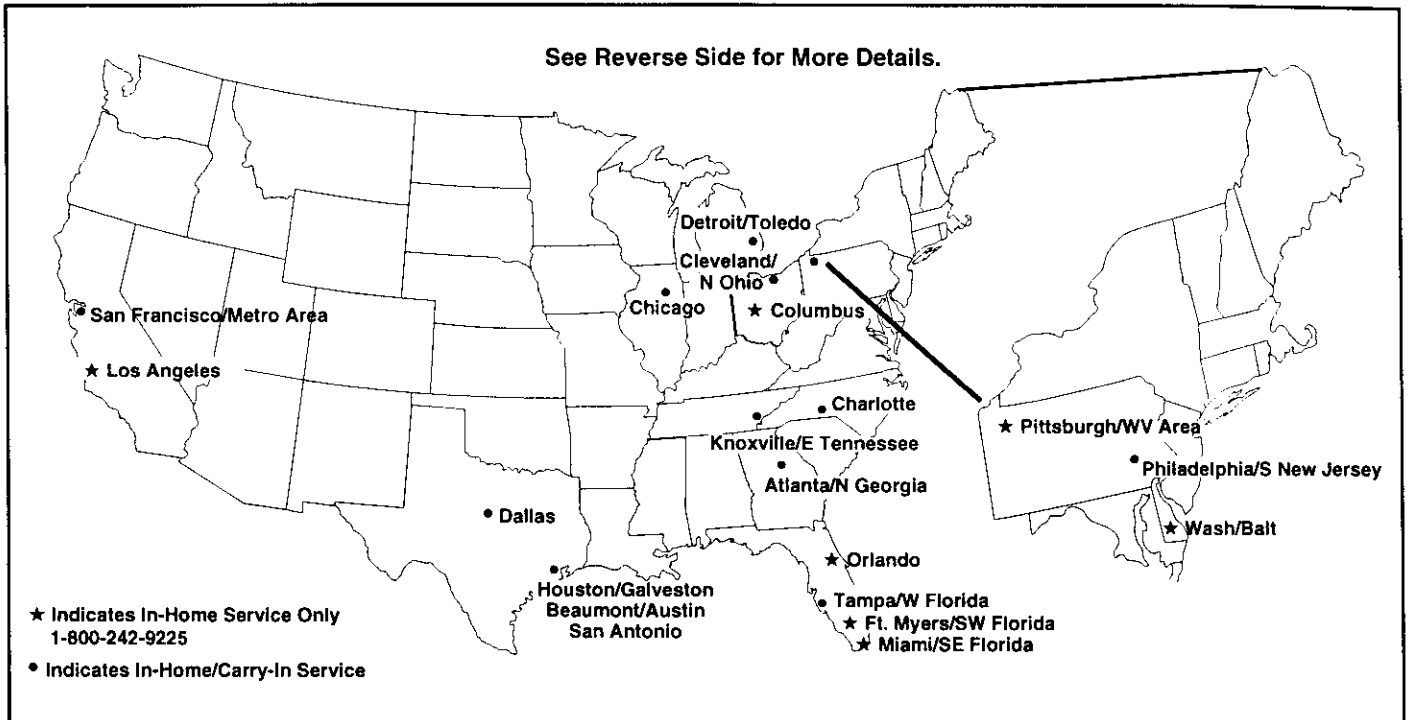 See Reverse Side for More Details.
Detroit/Toledo
Cleveland/
N Ohio
Chicago
★ Columbus
San Francisco/Metro Area
★ Los Angeles
Charlotte
Knoxville/E Tennessee
Atlanta/N Georgia
★ Pittsburgh/WV Area
Philadelphia/S New Jersey
★ Wash/Balt
• Dallas
Houston/Galveston
Beaumont/Austin
San Antonio
★ Orlando
Tampa/W Florida
★ Ft. Myers/SW Florida
★ Miami/SE Florida
★ Indicates In-Home Service Only
1-800-242-9225
• Indicates In-Home/Carry-In Service